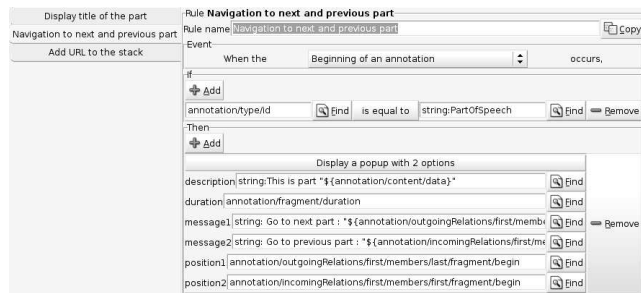 Display title of the part
Navigation to next and previous part
Add URL to the stack
Rule Navigation to next and previous part
Rule name Navigation to next and previous part Copy
Event
When the Beginning of an annotation occurs,
If
Add
annotation/type/id Find is equal to string:PartOfSpeech Find Remove
Then
Add
Display a popup with 2 options
description string:This is part "${annotation/content/data}" Find
duration annotation/fragment/duration Find
message1 string: Go to next part : "${annotation/outgoingRelations/first/membe Find Remove
message2 string: Go to previous part : "${annotation/incomingRelations/first/me Find
position1 annotation/outgoingRelations/first/members/last/fragment/begin Find
position2 annotation/incomingRelations/first/members/first/fragment/begin Find